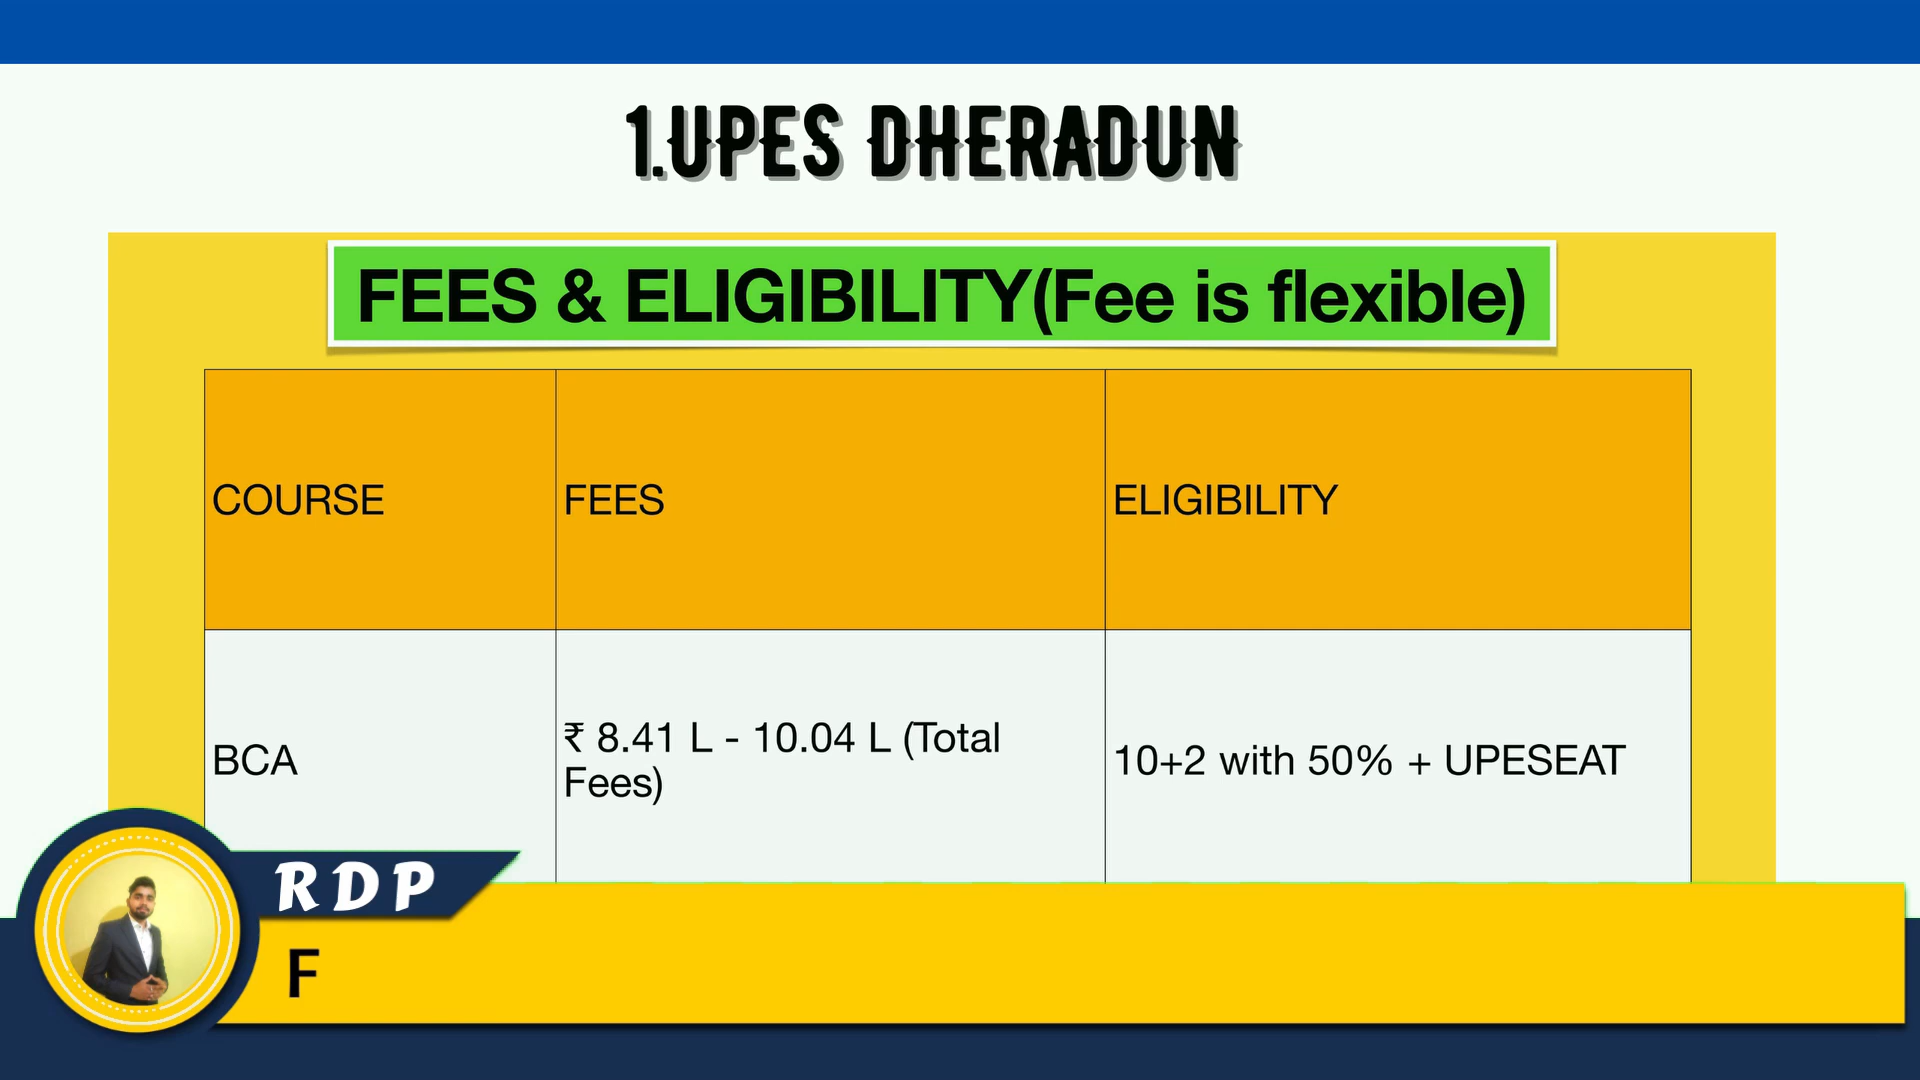 1.UPES DHERADUN
FEES & ELIGIBILITY(Fee is flexible)
COURSE
FEES
ELIGIBILITY
BCA
₹ 8.41 L - 10.04 L (Total
Fees)
10+2 with 50% + UPESEAT
RDP
F